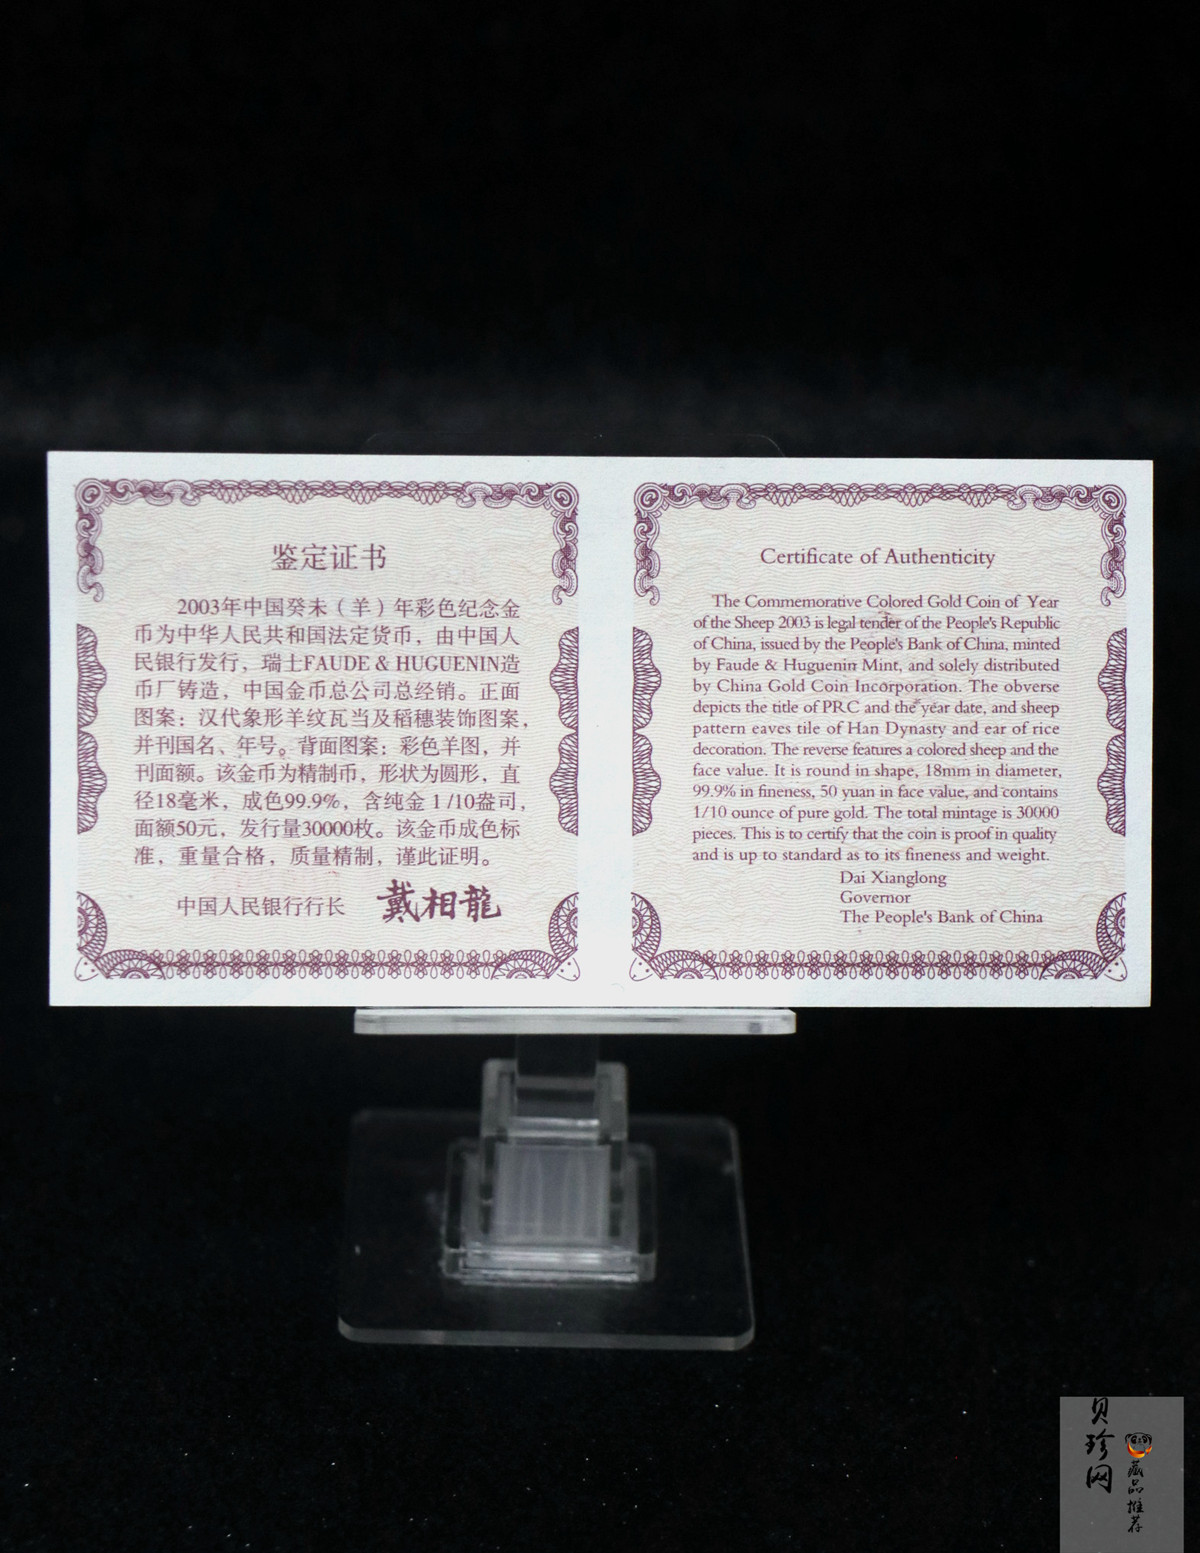 鉴定证书
2003年中国癸未（羊）年彩色纪念金
币为中华人民共和国法定货币，由中国人
民银行发行，瑞士FAUDE & HUGUENIN造
币厂铸造，中国金币总公司总经销。正面
图案：汉代象形羊纹瓦当及稻穗装饰图案，
并刊国名、年号。背面图案：彩色羊图，并
刊面额。该金币为精制币，形状为圆形，直
径18毫米，成色99.9%，含纯金 1 /10盎司，
面额50元，发行量30000枚。该金币成色标
准，重量合格，质量精制，谨此证明。
中国人民银行行长 戴相龍
Certificate of Authenticity
The Commemorative Colored Gold Coin of Year
of the Sheep 2003 is legal tender of the People's Republic
of China, issued by the People's Bank of China, minted
by Faude & Huguenin Mint, and solely distributed
by China Gold Coin Incorporation. The obverse
depicts the title of PRC and the year date, and sheep
pattern eaves tile of Han Dynasty and ear of rice
decoration. The reverse features a colored sheep and the
face value. It is round in shape, 18mm in diameter,
99.9% in fineness, 50 yuan in face value, and contains
1/10 ounce of pure gold. The total mintage is 30000
pieces. This is to certify that the coin is proof in quality
and is up to standard as to its fineness and weight.
Dai Xianglong
Governor
The People's Bank of China
贝珍网
藏品推荐